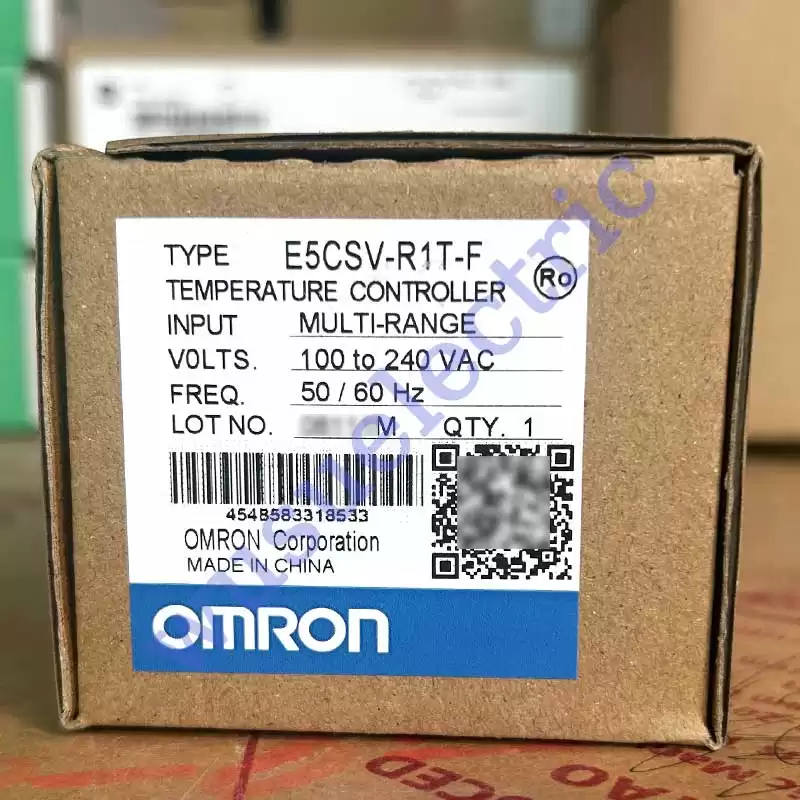 TYPE E5CSV-R1T-F
TEMPERATURE CONTROLLER
Ro
INPUT MULTI-RANGE
VOLTS. 100 to 240 VAC
FREQ. 50 / 60 Hz
LOT NO. M QTY. 1
4548583318533
OMRON Corporation
MADE IN CHINA
OMRON